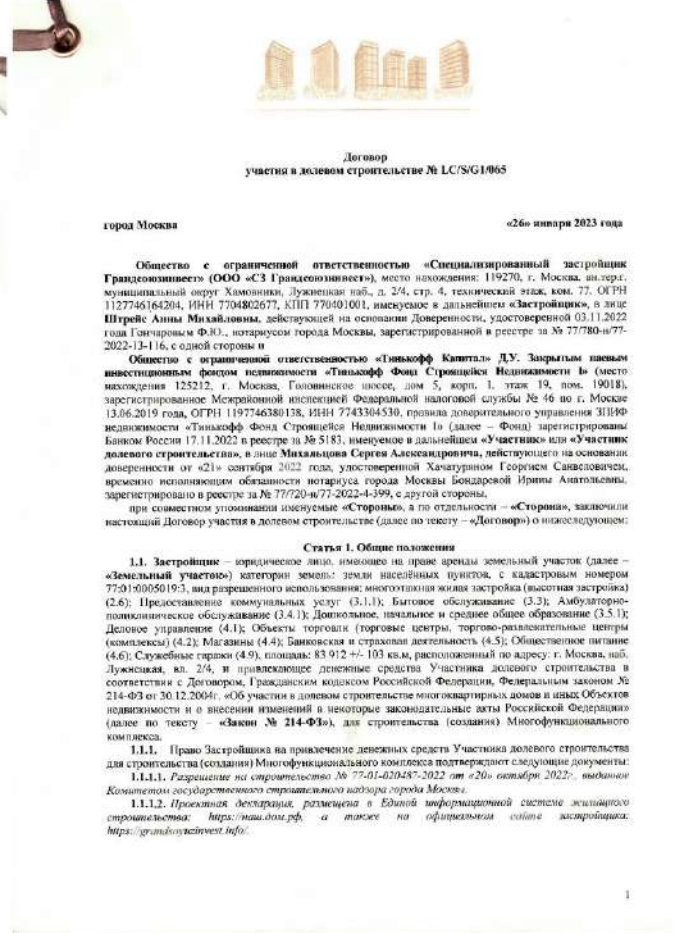 Договор
участия в долевом строительстве № LC/S/G1/065
город Москва
«26» января 2023 года
Общество с ограниченной ответственностью «Специализированный застройщик
Грандсоюзинвест» (ООО «СЗ Грандсоюзинвест»), место нахождения: 119270, г. Москва, вн.тер.г.
муниципальный округ Хамовники, Лужнецкая наб., д. 2/4, стр. 4, технический этаж, ком. 77, ОГРН
1127746164204, ИНН 7704802677, КПП 770401001, именуемое в дальнейшем «Застройщик», в лице
Штрейс Анны Михайловны, действующей на основании Доверенности, удостоверенной 03.11.2022
года Гончаровым Ф.Ю., нотариусом города Москвы, зарегистрированной в реестре за № 77/780-н/77-
2022-13-116, с одной стороны и
Общество с ограниченной ответственностью «Тинькофф Капитал» Д.У. Закрытым паевым
инвестиционным фондом недвижимости «Тинькофф Фонд Строящейся Недвижимости 1» (место
нахождения 125212, г. Москва, Головинское шоссе, дом 5, корп. 1, этаж 19, пом. 19018),
зарегистрированное Межрайонной инспекцией Федеральной налоговой службы № 46 по г. Москве
13.06.2019 года, ОГРН 1197746380138, ИНН 7743304530, правила доверительного управления ЗПИФ
недвижимости «Тинькофф Фонд Строящейся Недвижимости 1» (далее – Фонд) зарегистрированы
Банком России 17.11.2022 в реестре за № 5183, именуемое в дальнейшем «Участник» или «Участник
долевого строительства», в лице Михальцова Сергея Александровича, действующего на основании
доверенности от «21» сентября 2022 года, удостоверенной Хачатуряном Георгием Санвеловичем,
временно исполняющим обязанности нотариуса города Москвы Бондаревой Ирины Анатольевны,
зарегистрировано в реестре за № 77/720-н/77-2022-4-399, с другой стороны,
при совместном упоминании именуемые «Стороны», а по отдельности – «Сторона», заключили
настоящий Договор участия в долевом строительстве (далее по тексту – «Договор») о нижеследующем:
Статья 1. Общие положения
1.1. Застройщик – юридическое лицо, имеющее на праве аренды земельный участок (далее –
«Земельный участок») категории земель: земли населённых пунктов, с кадастровым номером
77:01:0005019:3, вид разрешенного использования: многоэтажная жилая застройка (высотная застройка)
(2.6); Предоставление коммунальных услуг (3.1.1); Бытовое обслуживание (3.3); Амбулаторно-
поликлиническое обслуживание (3.4.1); Дошкольное, начальное и среднее общее образование (3.5.1);
Деловое управление (4.1); Объекты торговли (торговые центры, торгово-развлекательные центры
(комплексы) (4.2); Магазины (4.4); Банковская и страховая деятельность (4.5); Общественное питание
(4.6); Служебные гаражи (4.9), площадь: 83 912 +/- 103 кв.м, расположенный по адресу: г. Москва, наб.
Лужнецкая, вл. 2/4, и привлекающее денежные средства Участника долевого строительства в
соответствии с Договором, Гражданским кодексом Российской Федерации, Федеральным законом №
214-ФЗ от 30.12.2004г. «Об участии в долевом строительстве многоквартирных домов и иных Объектов
недвижимости и о внесении изменений в некоторые законодательные акты Российской Федерации»
(далее по тексту – «Закон № 214-ФЗ»), для строительства (создания) Многофункционального
комплекса.
1.1.1. Право Застройщика на привлечение денежных средств Участника долевого строительства
для строительства (создания) Многофункционального комплекса подтверждают следующие документы:
1.1.1.1. Разрешение на строительство № 77-01-020487-2022 от «20» октября 2022г., выданное
Комитетом государственного строительного надзора города Москвы.
1.1.1.2. Проектная декларация, размещена в Единой информационной системе жилищного
строительства: https://наш.дом.рф, а также на официальном сайте застройщика:
https://grandsoyuzinvest.info/.
1